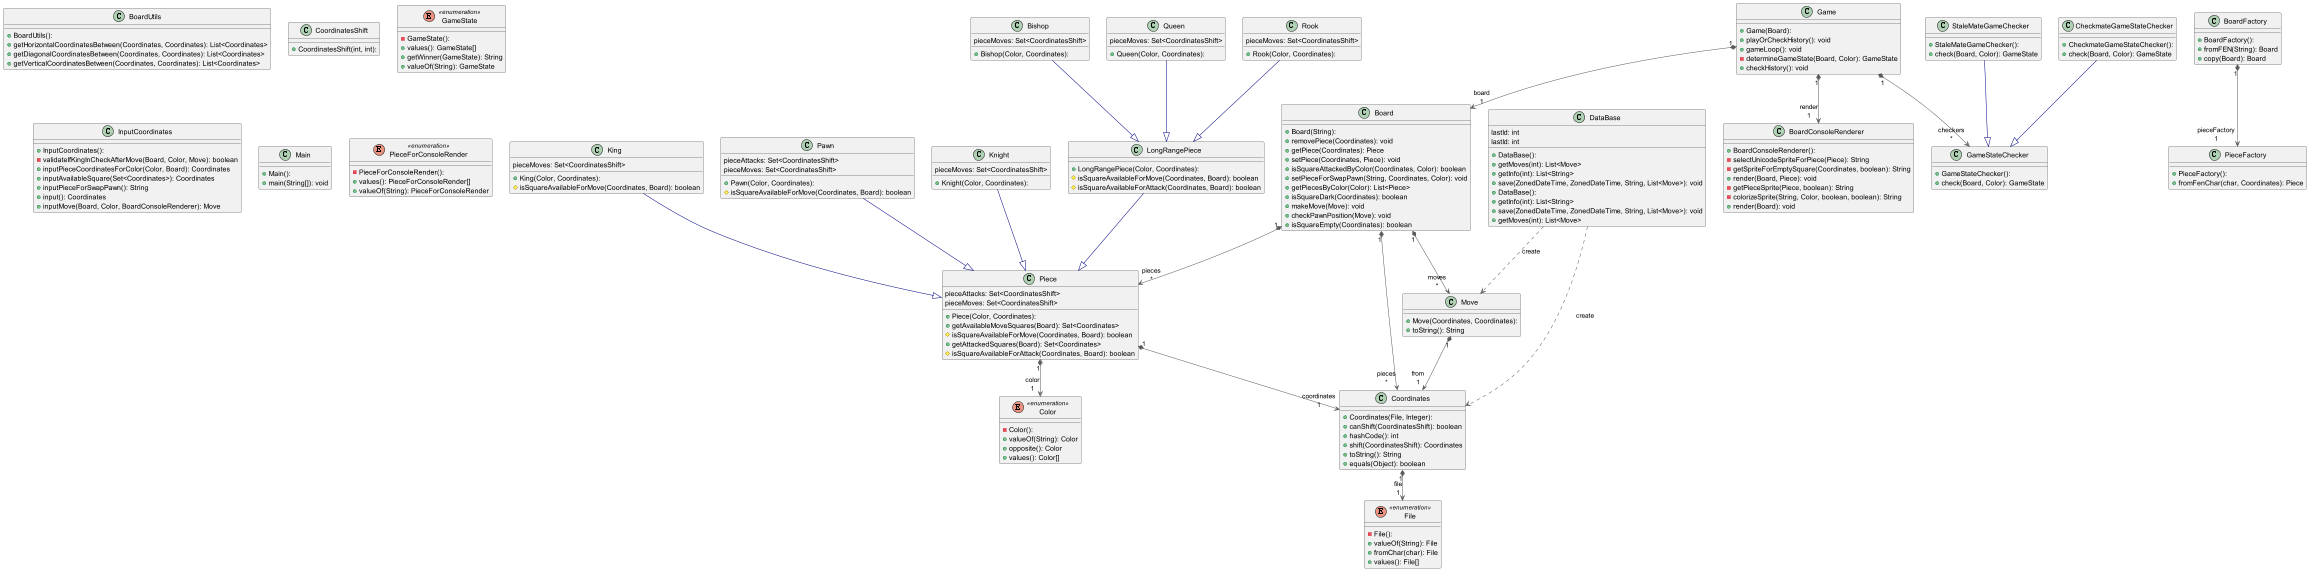 BoardUtils
BoardUtils():
getHorizontalCoordinatesBetween(Coordinates, Coordinates): List<Coordinates>
getDiagonalCoordinatesBetween(Coordinates, Coordinates): List<Coordinates>
getVerticalCoordinatesBetween(Coordinates, Coordinates): List<Coordinates>
CoordinatesShift
CoordinatesShift(int, int):
«enumeration»
GameState
GameState():
values(): GameState[]
getWinner(GameState): String
valueOf(String): GameState
Bishop
pieceMoves: Set<CoordinatesShift>
Bishop(Color, Coordinates):
Queen
pieceMoves: Set<CoordinatesShift>
Queen(Color, Coordinates):
Rook
pieceMoves: Set<CoordinatesShift>
Rook(Color, Coordinates):
Game
Game(Board):
playOrCheckHistory(): void
gameLoop(): void
determineGameState(Board, Color): GameState
checkHistory(): void
StaleMateGameChecker
StaleMateGameChecker():
check(Board, Color): GameState
CheckmateGameStateChecker
CheckmateGameStateChecker():
check(Board, Color): GameState
BoardFactory
BoardFactory():
fromFEN(String): Board
copy(Board): Board
1
board
1
1
render
1
1
checkers
*
1
pieceFactory
1
InputCoordinates
InputCoordinates():
validateIfKingInCheckAfterMove(Board, Color, Move): boolean
inputPieceCoordinatesForColor(Color, Board): Coordinates
inputAvailableSquare(Set<Coordinates>): Coordinates
inputPieceForSwapPawn(): String
input(): Coordinates
inputMove(Board, Color, BoardConsoleRenderer): Move
Main
Main():
main(String[]): void
«enumeration»
PieceForConsoleRender
PieceForConsoleRender():
values(): PieceForConsoleRender[]
valueOf(String): PieceForConsoleRender
King
pieceMoves: Set<CoordinatesShift>
King(Color, Coordinates):
isSquareAvailableForMove(Coordinates, Board): boolean
Pawn
pieceAttacks: Set<CoordinatesShift>
pieceMoves: Set<CoordinatesShift>
Pawn(Color, Coordinates):
isSquareAvailableForMove(Coordinates, Board): boolean
Knight
pieceMoves: Set<CoordinatesShift>
Knight(Color, Coordinates):
LongRangePiece
LongRangePiece(Color, Coordinates):
isSquareAvailableForMove(Coordinates, Board): boolean
isSquareAvailableForAttack(Coordinates, Board): boolean
Board
Board(String):
removePiece(Coordinates): void
getPiece(Coordinates): Piece
setPiece(Coordinates, Piece): void
isSquareAttackedByColor(Coordinates, Color): boolean
setPieceForSwapPawn(String, Coordinates, Color): void
getPiecesByColor(Color): List<Piece>
isSquareDark(Coordinates): boolean
makeMove(Move): void
checkPawnPosition(Move): void
isSquareEmpty(Coordinates): boolean
DataBase
lastId: int
lastId: int
DataBase():
getMoves(int): List<Move>
getInfo(int): List<String>
save(ZonedDateTime, ZonedDateTime, String, List<Move>): void
DataBase():
getInfo(int): List<String>
save(ZonedDateTime, ZonedDateTime, String, List<Move>): void
getMoves(int): List<Move>
BoardConsoleRenderer
BoardConsoleRenderer():
selectUnicodeSpriteForPiece(Piece): String
getSpriteForEmptySquare(Coordinates, boolean): String
render(Board, Piece): void
getPieceSprite(Piece, boolean): String
colorizeSprite(String, Color, boolean, boolean): String
render(Board): void
GameStateChecker
GameStateChecker():
check(Board, Color): GameState
PieceFactory
PieceFactory():
fromFenChar(char, Coordinates): Piece
1
pieces
*
1
pieces
*
1
moves
*
create
create
Piece
pieceAttacks: Set<CoordinatesShift>
pieceMoves: Set<CoordinatesShift>
Piece(Color, Coordinates):
getAvailableMoveSquares(Board): Set<Coordinates>
isSquareAvailableForMove(Coordinates, Board): boolean
getAttackedSquares(Board): Set<Coordinates>
isSquareAvailableForAttack(Coordinates, Board): boolean
Move
Move(Coordinates, Coordinates):
toString(): String
1
color
1
1
coordinates
1
1
from
1
«enumeration»
Color
Color():
valueOf(String): Color
opposite(): Color
values(): Color[]
Coordinates
Coordinates(File, Integer):
canShift(CoordinatesShift): boolean
hashCode(): int
shift(CoordinatesShift): Coordinates
toString(): String
equals(Object): boolean
1
file
1
«enumeration»
File
File():
valueOf(String): File
fromChar(char): File
values(): File[]